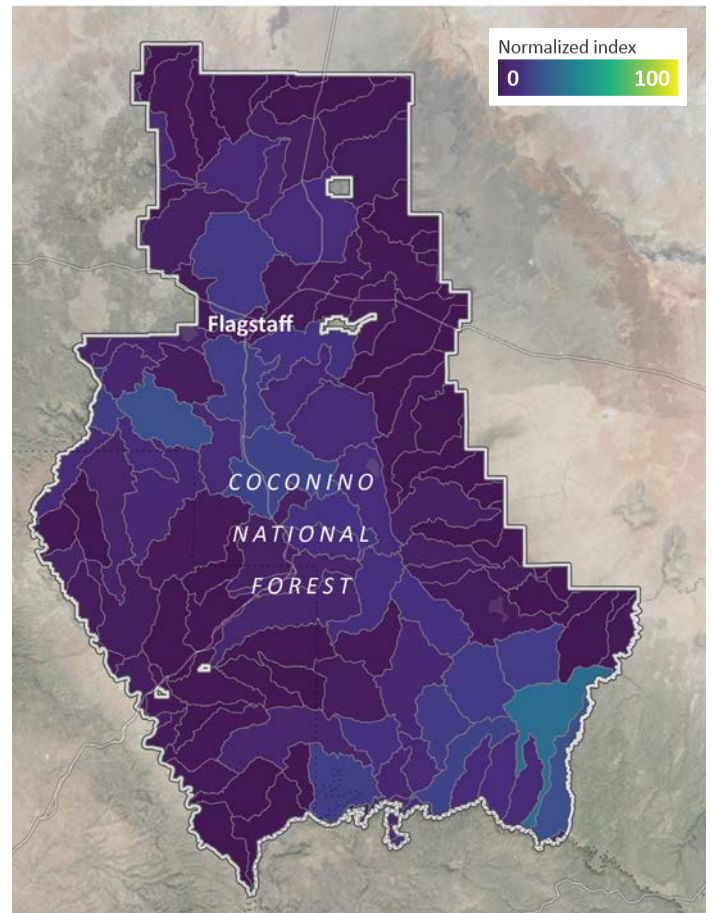 Normalized index
0 100
Flagstaff
COCONINO
NATIONAL
FOREST